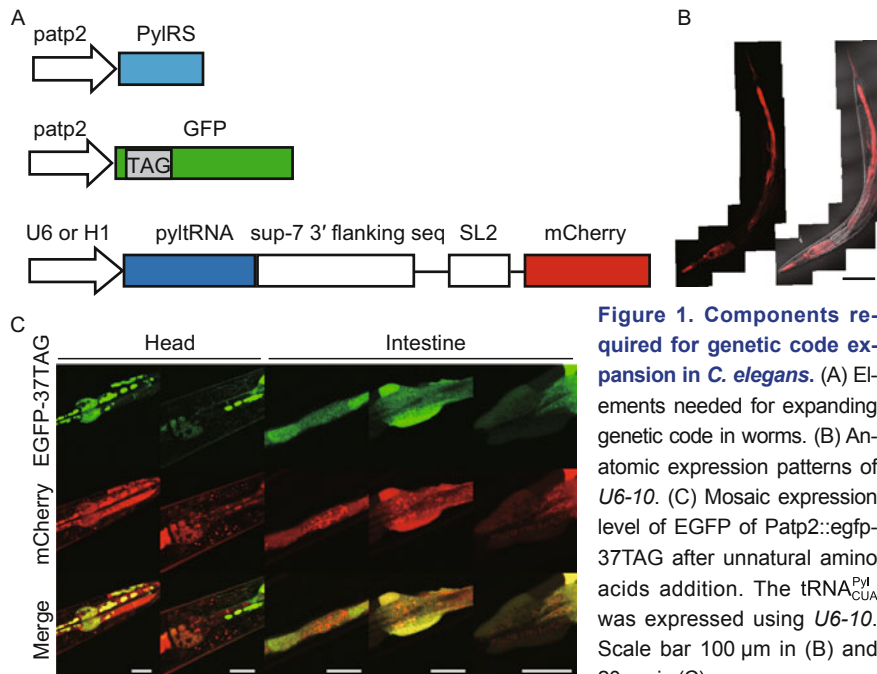 A
patp2 PylRS
patp2 GFP
TAG
U6 or H1 pyltRNA sup-7 3′ flanking seq SL2 mCherry
B
C
Head Intestine
EGFP-37TAG
mCherry
Merge
Figure 1. Components re-
quired for genetic code ex-
pansion in C. elegans. (A) El-
ements needed for expanding
genetic code in worms. (B) An-
atomic expression patterns of
U6-10. (C) Mosaic expression
level of EGFP of Patp2::egfp-
37TAG after unnatural amino
acids addition. The tRNA^Pyl_CUA
was expressed using U6-10.
Scale bar 100 µm in (B) and